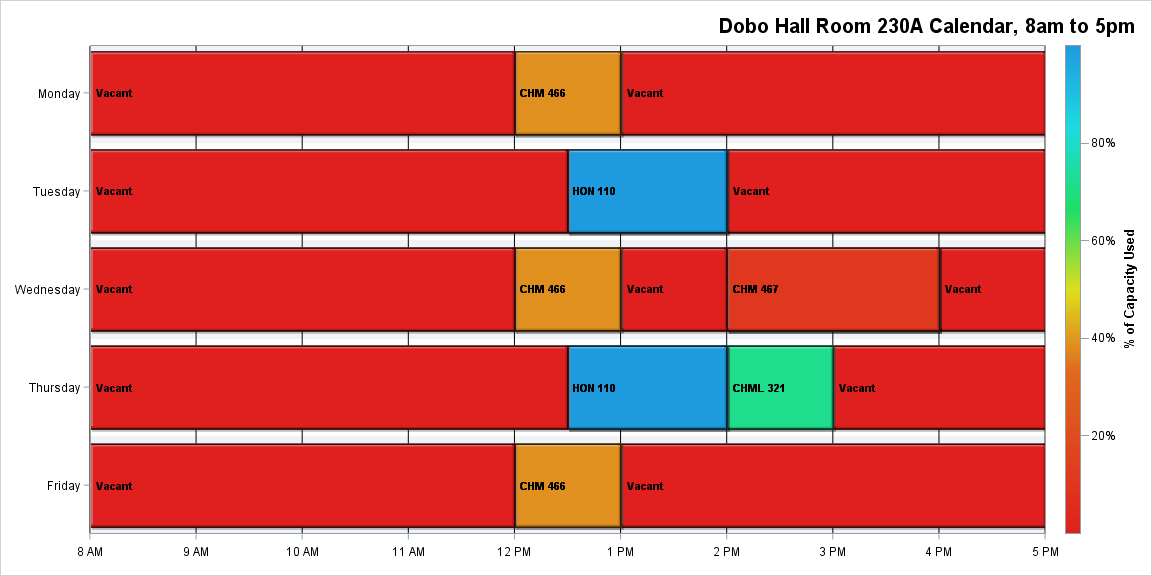 Dobo Hall Room 230A Calendar, 8am to 5pm
Monday
Vacant
CHM 466
Vacant
Tuesday
Vacant
HON 110
Vacant
Wednesday
Vacant
CHM 466
Vacant
CHM 467
Vacant
Thursday
Vacant
HON 110
CHML 321
Vacant
Friday
Vacant
CHM 466
Vacant
8 AM
9 AM
10 AM
11 AM
12 PM
1 PM
2 PM
3 PM
4 PM
5 PM
80%
60%
40%
20%
% of Capacity Used